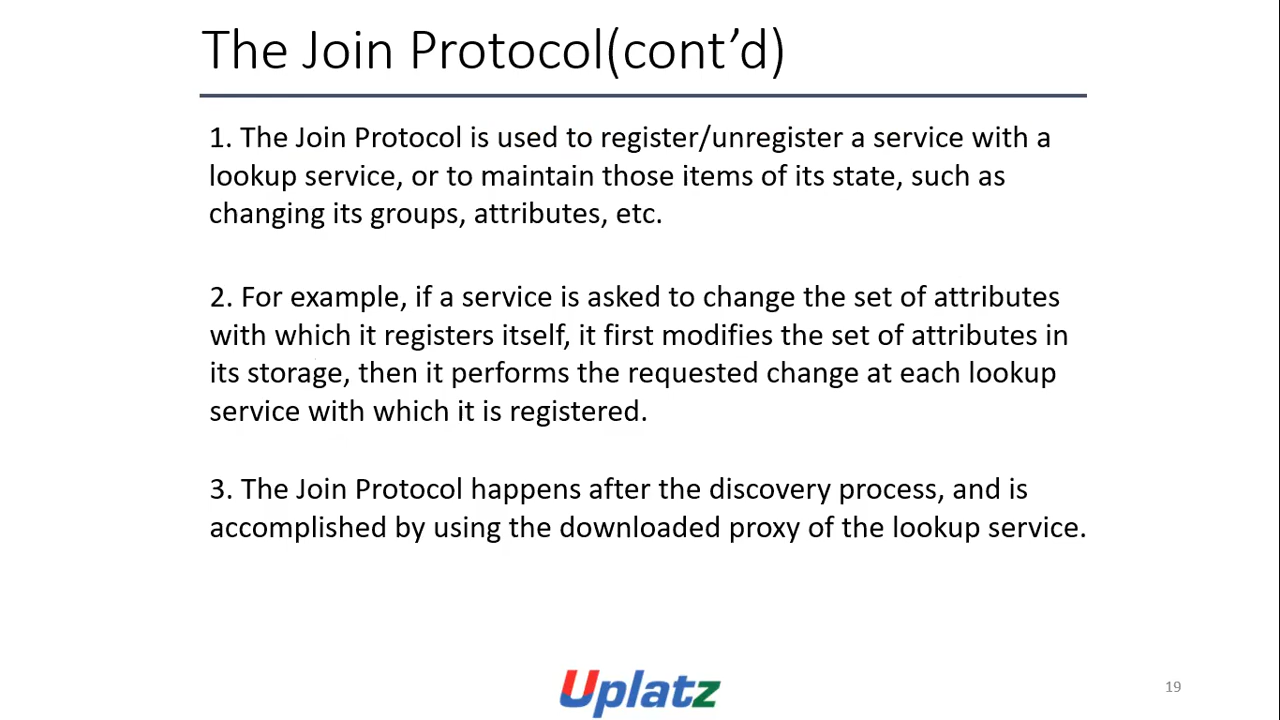 The Join Protocol(cont’d)
1. The Join Protocol is used to register/unregister a service with a
lookup service, or to maintain those items of its state, such as
changing its groups, attributes, etc.
2. For example, if a service is asked to change the set of attributes
with which it registers itself, it first modifies the set of attributes in
its storage, then it performs the requested change at each lookup
service with which it is registered.
3. The Join Protocol happens after the discovery process, and is
accomplished by using the downloaded proxy of the lookup service.
Uplatz
19